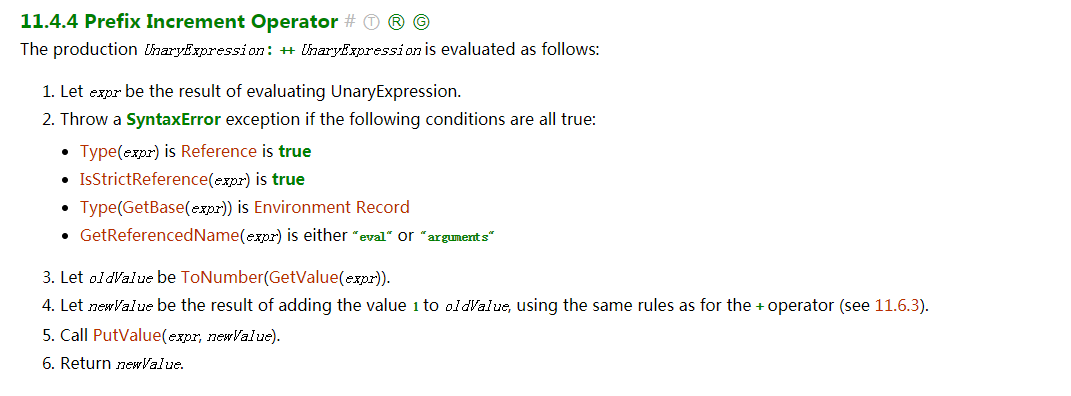 11.4.4 Prefix Increment Operator # Ⓣ Ⓡ Ⓖ
The production UnaryExpression: ++ UnaryExpression is evaluated as follows:
1. Let expr be the result of evaluating UnaryExpression.
2. Throw a SyntaxError exception if the following conditions are all true:
• Type(expr) is Reference is true
• IsStrictReference(expr) is true
• Type(GetBase(expr)) is Environment Record
• GetReferencedName(expr) is either “eval“ or “arguments“
3. Let oldValue be ToNumber(GetValue(expr)).
4. Let newValue be the result of adding the value 1 to oldValue, using the same rules as for the + operator (see 11.6.3).
5. Call PutValue(expr, newValue).
6. Return newValue.